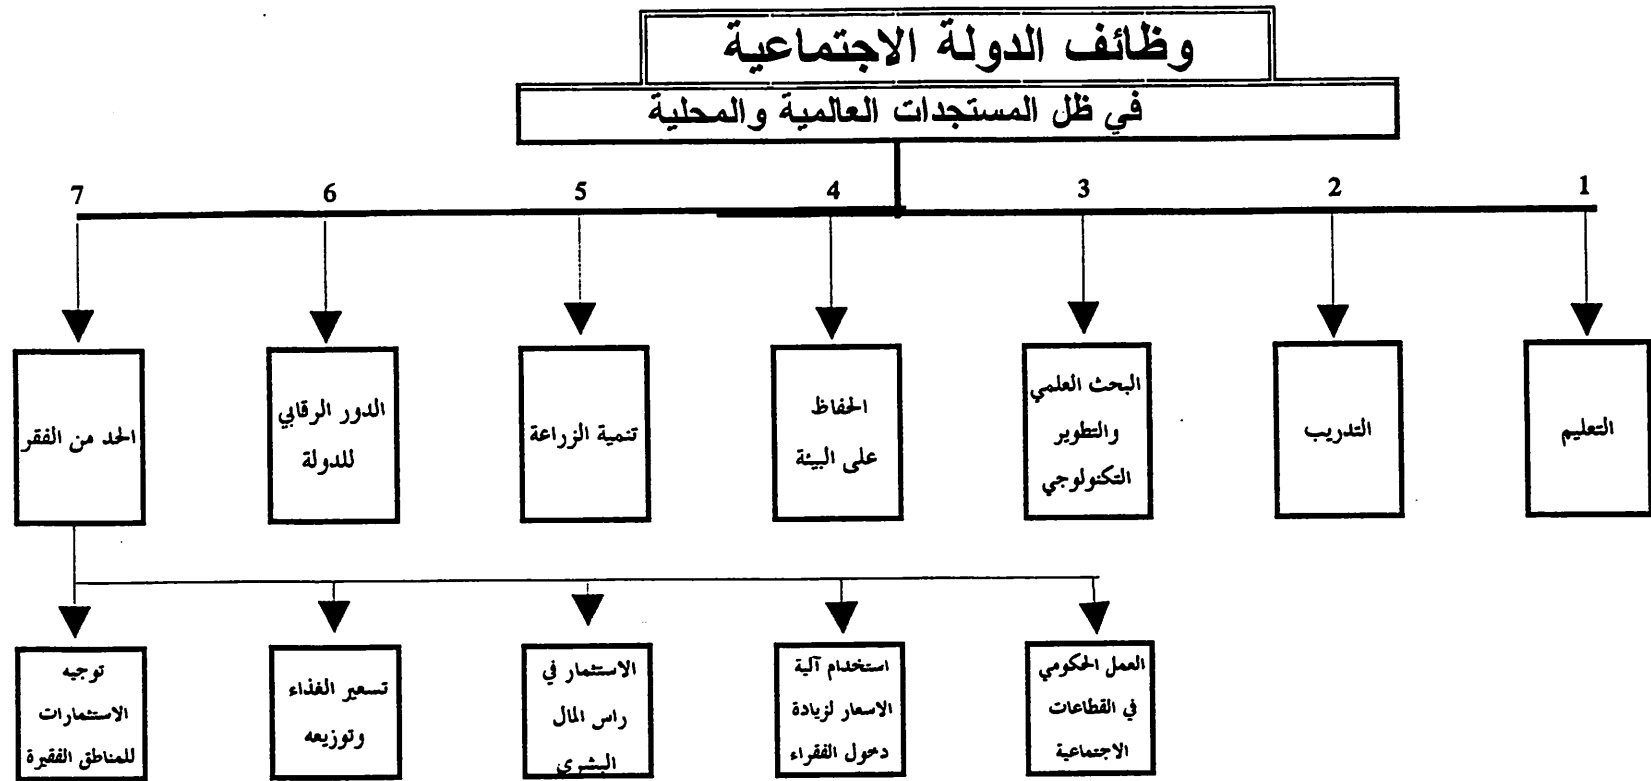 وظائف الدولة الاجتماعية
في ظل المستجدات العالمية والمحلية
1
2
3
4
5
6
7
التعليم
التدريب
البحث العلمي
والتطوير
التكنولوجي
الحفاظ
على البيئة
تنمية الزراعة
الدور الرقابي
للدولة
الحد من الفقر
العمل الحكومي
في القطاعات
الاجتماعية
استخدام آلية
الاسعار لزيادة
دخول الفقراء
الاستثمار في
راس المال
البشري
تسعير الغذاء
وتوزيعه
توجيه
الاستثمارات
للمناطق الفقيرة